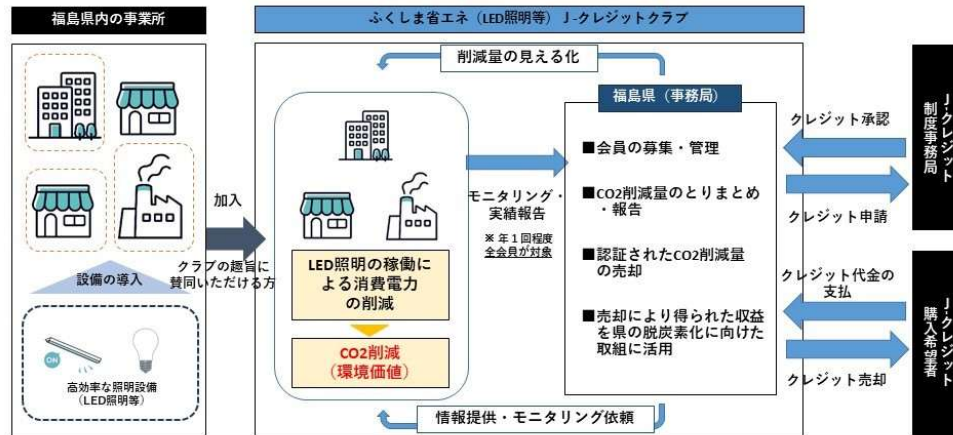 福島県内の事業所
設備の導入
ON
高効率な照明設備
（LED照明等）
加入
クラブの趣旨に
賛同いただける方
ふくしま省エネ（LED照明等）Ｊ-クレジットクラブ
削減量の見える化
LED照明の稼働に
よる消費電力
の削減
CO2削減
（環境価値）
モニタリング・
実績報告
※ 年１回程度
全会員が対象
福島県（事務局）
■会員の募集・管理
■CO2削減量のとりまとめ
・報告
■認証されたCO2削減量
の売却
■売却により得られた収益
を県の脱炭素化に向けた
取組に活用
情報提供・モニタリング依頼
クレジット承認
クレジット申請
Ｊ-クレジット
制度事務局
クレジット代金の
支払
クレジット売却
Ｊ-クレジット
購入希望者